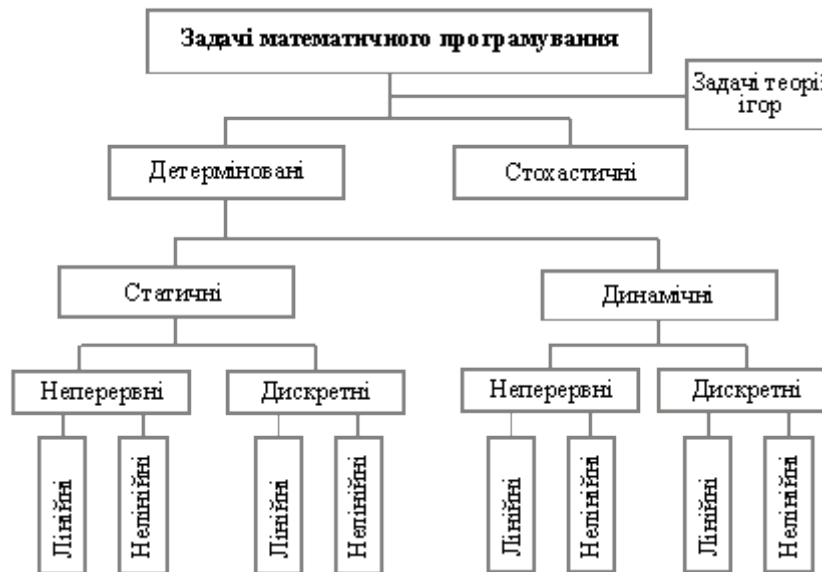 Задачі математичного програмування
Задачі теорій
ігор
Детерміновані
Стохастичні
Статичні
Динамічні
Неперервні
Дискретні
Неперервні
Дискретні
Лінійні
Нелінійні
Лінійні
Нелінійні
Лінійні
Нелінійні
Лінійні
Нелінійні